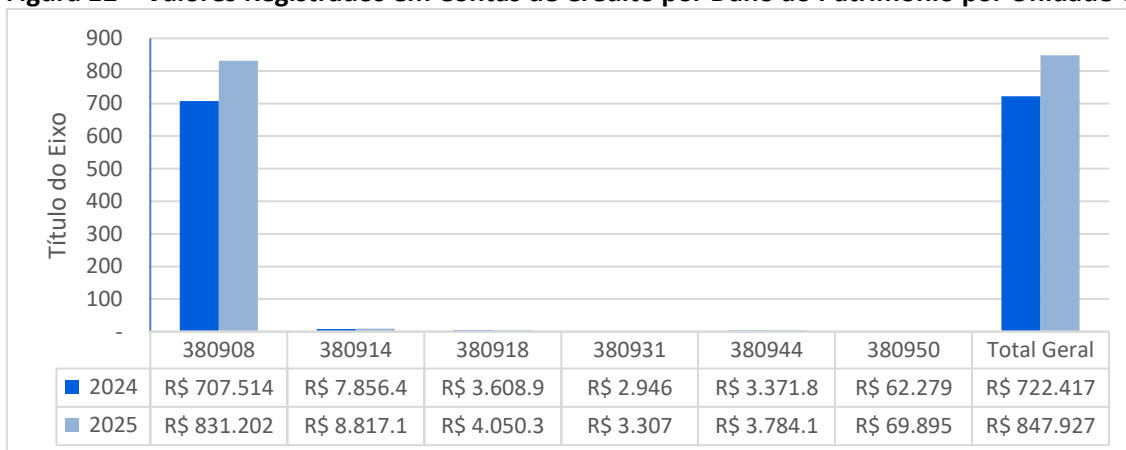 900
800
700
600
500
400
300
200
100
-
Título do Eixo
380908 380914 380918 380931 380944 380950 Total Geral
2024 R$ 707.514 R$ 7.856.4 R$ 3.608.9 R$ 2.946 R$ 3.371.8 R$ 62.279 R$ 722.417
2025 R$ 831.202 R$ 8.817.1 R$ 4.050.3 R$ 3.307 R$ 3.784.1 R$ 69.895 R$ 847.927